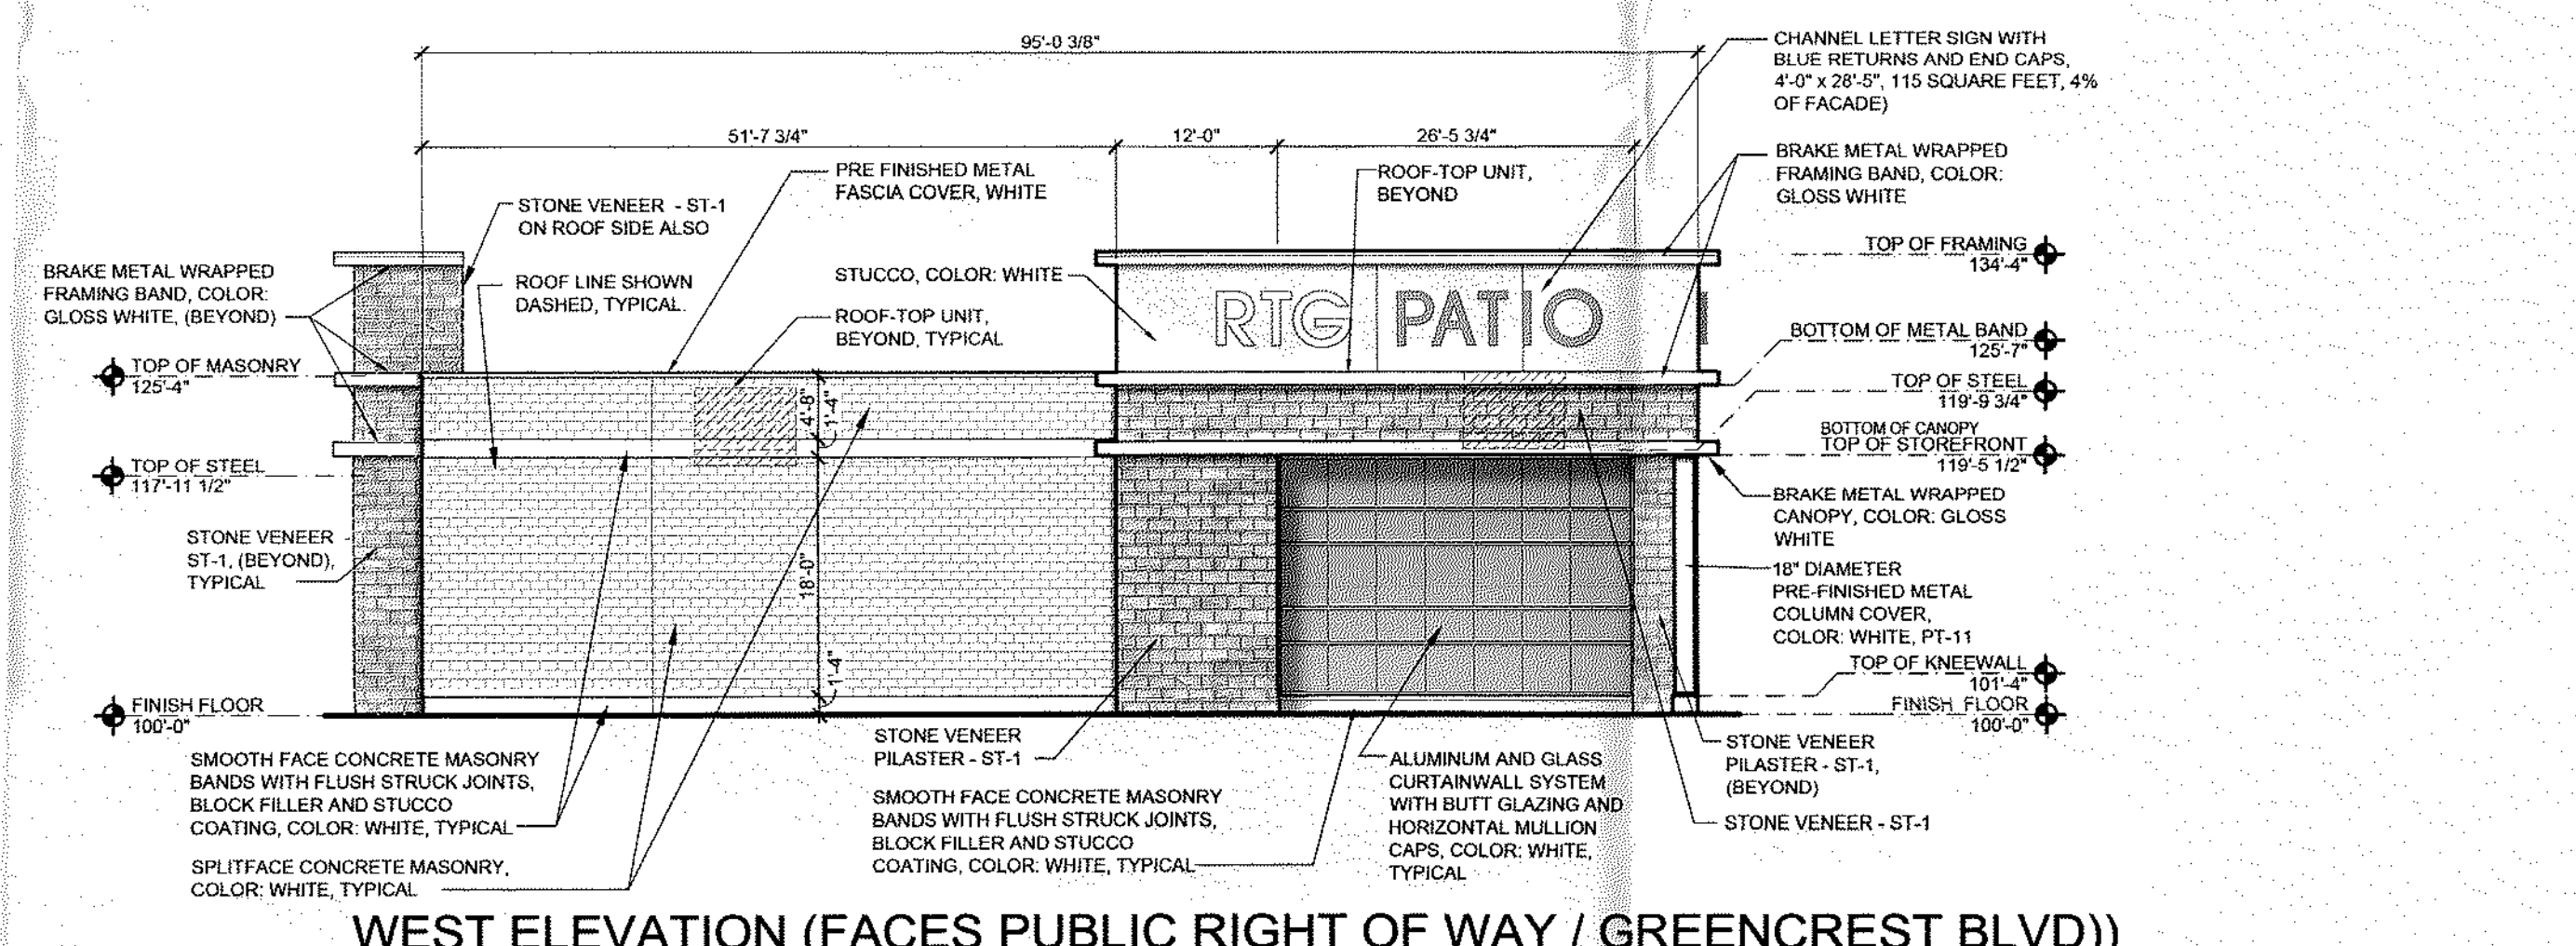 95'-0 3/8"
51'-7 3/4"
12'-0"
26'-5 3/4"
CHANNEL LETTER SIGN WITH
BLUE RETURNS AND END CAPS,
4'-0" x 28'-5", 115 SQUARE FEET, 4%
OF FACADE)
PRE FINISHED METAL
FASCIA COVER, WHITE
ROOF-TOP UNIT,
BEYOND
BRAKE METAL WRAPPED
FRAMING BAND, COLOR:
GLOSS WHITE
STONE VENEER - ST-1
ON ROOF SIDE ALSO
BRAKE METAL WRAPPED
FRAMING BAND, COLOR:
GLOSS WHITE, (BEYOND)
ROOF LINE SHOWN
DASHED, TYPICAL.
STUCCO, COLOR: WHITE
ROOF-TOP UNIT,
BEYOND, TYPICAL
RTG PATIO
TOP OF FRAMING
134'-4"
BOTTOM OF METAL BAND
125'-7"
TOP OF STEEL
119'-9 3/4"
BOTTOM OF CANOPY
TOP OF STOREFRONT
119'-5 1/2"
TOP OF MASONRY
125'-4"
TOP OF STEEL
117'-11 1/2"
4'-8"
1'-4"
18'-0"
1'-4"
STONE VENEER
ST-1, (BEYOND),
TYPICAL
BRAKE METAL WRAPPED
CANOPY, COLOR: GLOSS
WHITE
18" DIAMETER
PRE-FINISHED METAL
COLUMN COVER,
COLOR: WHITE, PT-11
TOP OF KNEEWALL
101'-4"
FINISH FLOOR
100'-0"
FINISH FLOOR
100'-0"
SMOOTH FACE CONCRETE MASONRY
BANDS WITH FLUSH STRUCK JOINTS,
BLOCK FILLER AND STUCCO
COATING, COLOR: WHITE, TYPICAL
SPLITFACE CONCRETE MASONRY,
COLOR: WHITE, TYPICAL
STONE VENEER
PILASTER - ST-1
SMOOTH FACE CONCRETE MASONRY
BANDS WITH FLUSH STRUCK JOINTS,
BLOCK FILLER AND STUCCO
COATING, COLOR: WHITE, TYPICAL
ALUMINUM AND GLASS
CURTAINWALL SYSTEM
WITH BUTT GLAZING AND
HORIZONTAL MULLION
CAPS, COLOR: WHITE,
TYPICAL
STONE VENEER
PILASTER - ST-1,
(BEYOND)
STONE VENEER - ST-1
WEST ELEVATION (FACES PUBLIC RIGHT OF WAY / GREENCREST BLVD))